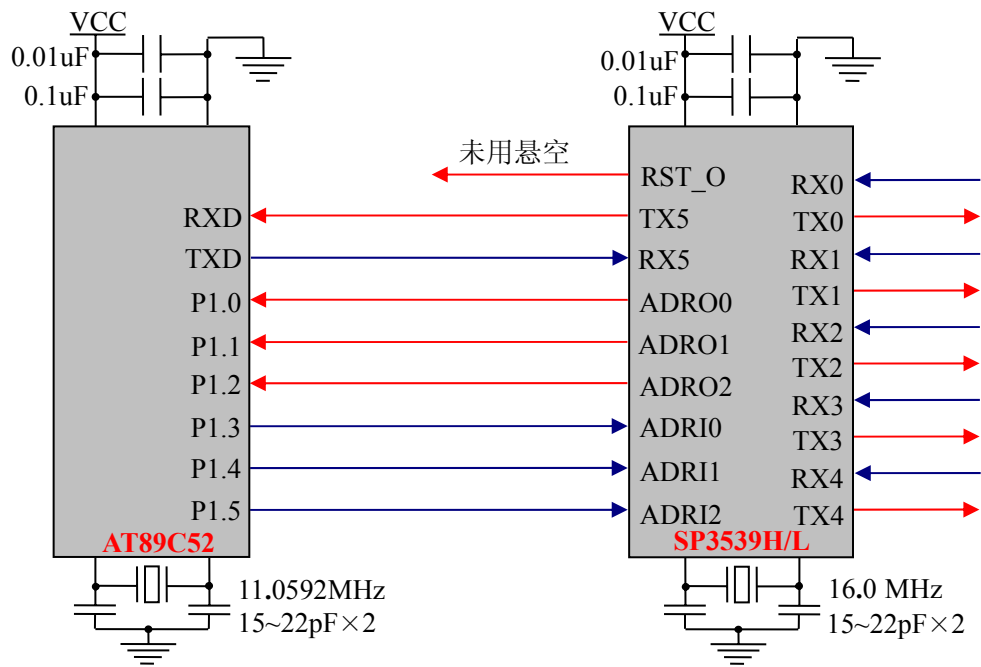 VCC
0.01uF
0.1uF
RXD
TXD
P1.0
P1.1
P1.2
P1.3
P1.4
P1.5
AT89C52
11.0592MHz
15~22pF×2
未用悬空
VCC
0.01uF
0.1uF
RST_O
TX5
RX5
ADRO0
ADRO1
ADRO2
ADRI0
ADRI1
ADRI2
RX0
TX0
RX1
TX1
RX2
TX2
RX3
TX3
RX4
TX4
SP3539H/L
16.0 MHz
15~22pF×2